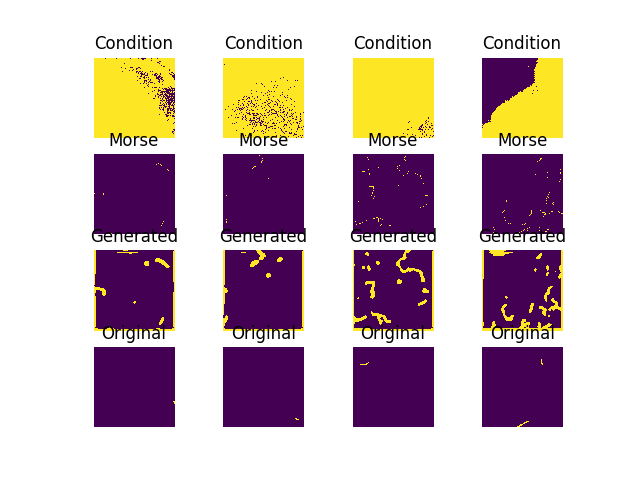 Condition Condition Condition Condition
Morse Morse Morse Morse
Generated Generated Generated Generated
Original Original Original Original